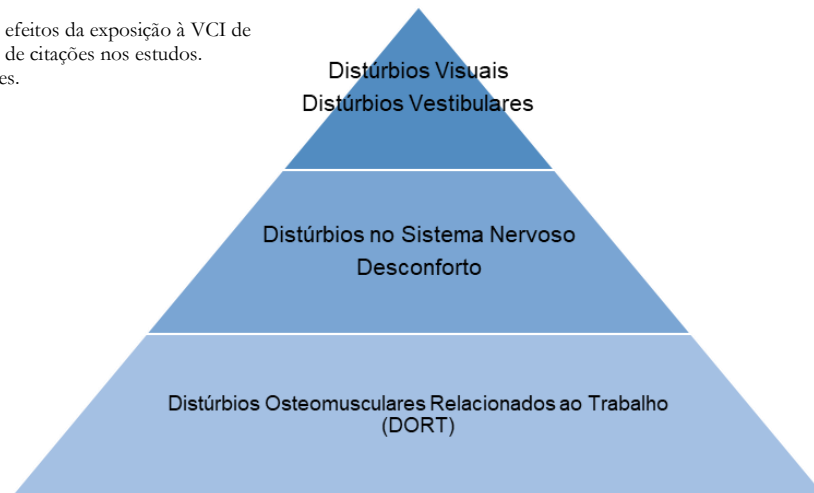 efeitos da exposição à VCI de
de citações nos estudos.
es.
Distúrbios Visuais
Distúrbios Vestibulares
Distúrbios no Sistema Nervoso
Desconforto
Distúrbios Osteomusculares Relacionados ao Trabalho
(DORT)